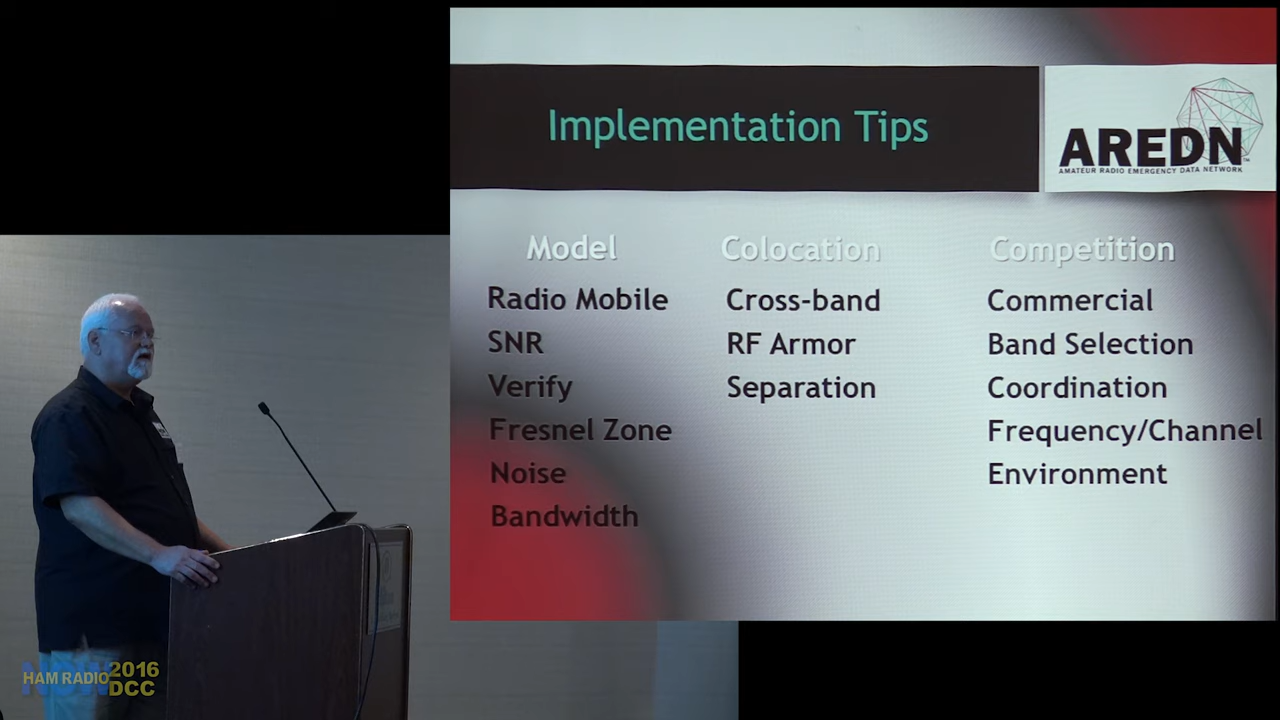 Implementation Tips
AREDN
AMATEUR RADIO EMERGENCY DATA NETWORK
Model
Radio Mobile
SNR
Verify
Fresnel Zone
Noise
Bandwidth
Colocation
Cross-band
RF Armor
Separation
Competition
Commercial
Band Selection
Coordination
Frequency/Channel
Environment
HAM RADIO
NOW
2016
DCC